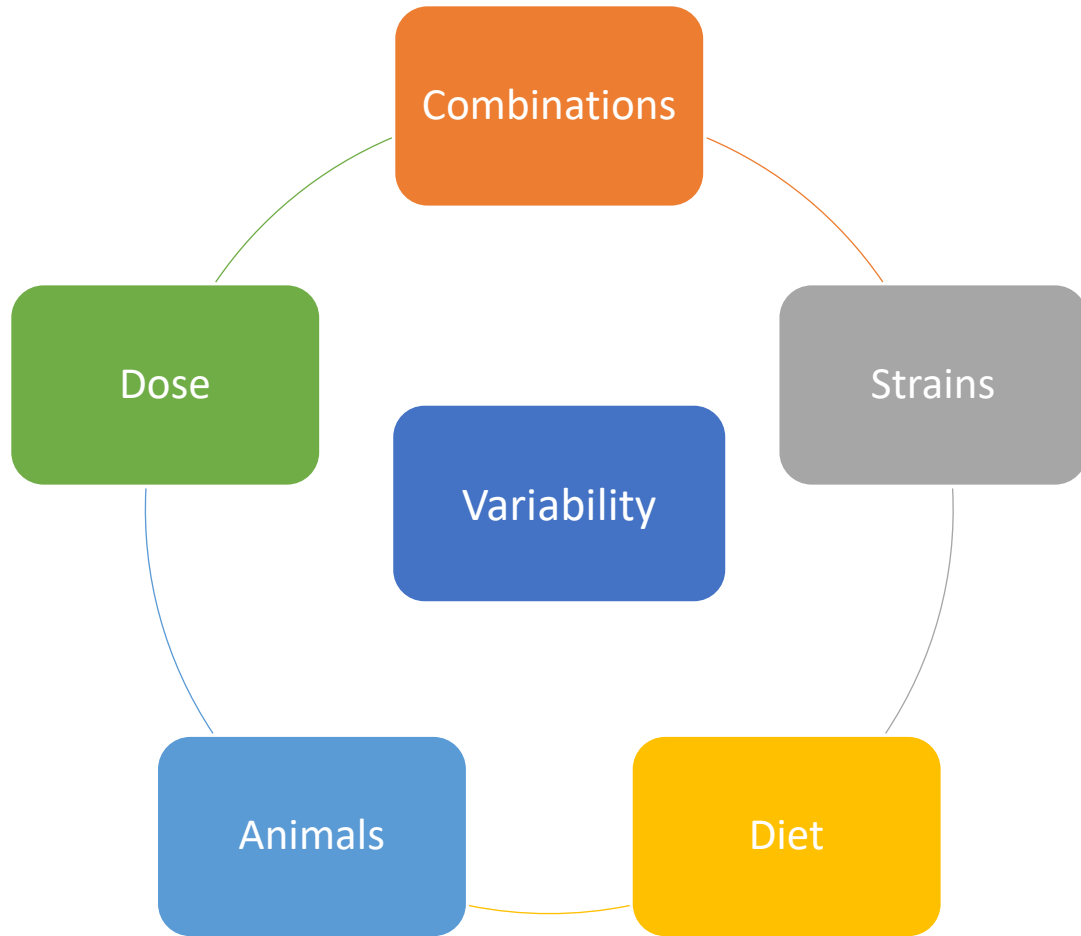 Combinations
Dose
Strains
Variability
Animals
Diet